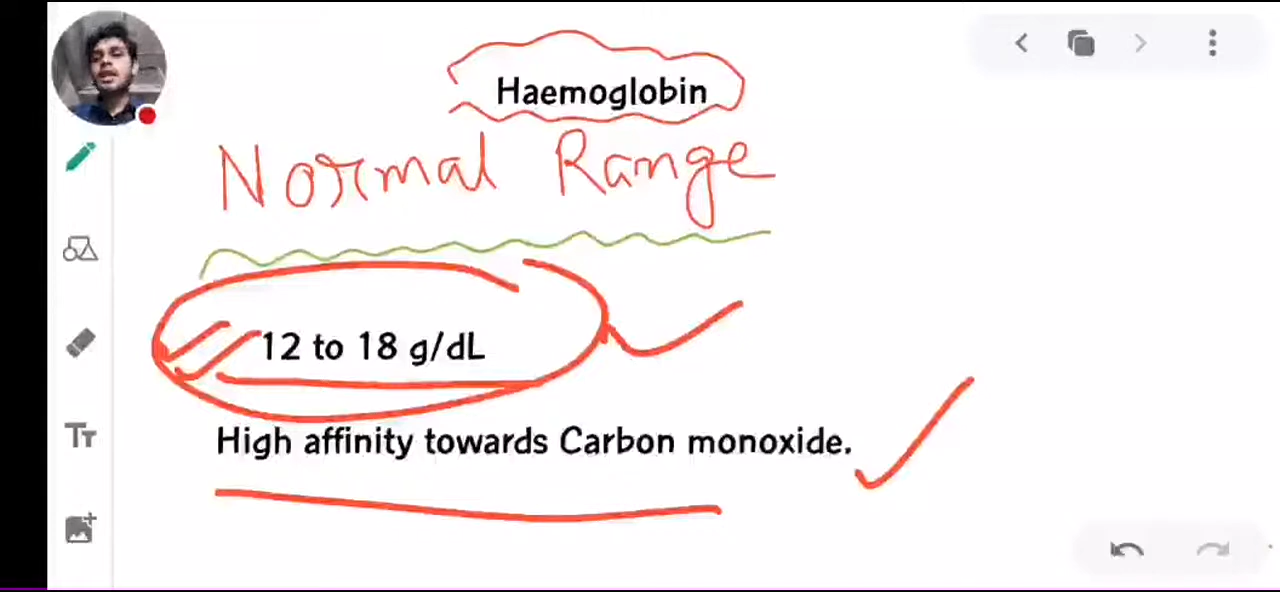 Haemoglobin
Normal Range
12 to 18 g/dL
High affinity towards Carbon monoxide.